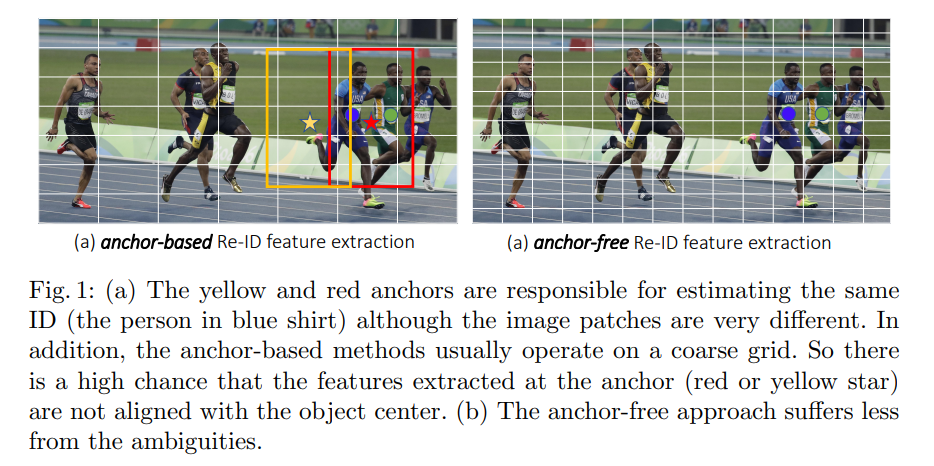 (a) anchor-based Re-ID feature extraction
(a) anchor-free Re-ID feature extraction
Fig. 1: (a) The yellow and red anchors are responsible for estimating the same
ID (the person in blue shirt) although the image patches are very different. In
addition, the anchor-based methods usually operate on a coarse grid. So there
is a high chance that the features extracted at the anchor (red or yellow star)
are not aligned with the object center. (b) The anchor-free approach suffers less
from the ambiguities.